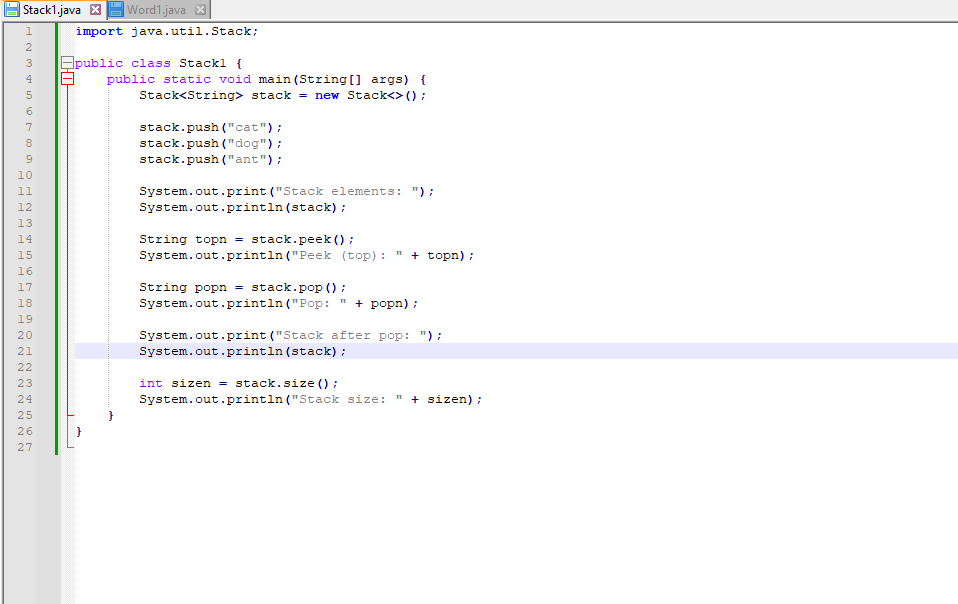 Stack1.java Word1.java
1 import java.util.Stack;
2
3 public class Stack1 {
4 public static void main(String[] args) {
5 Stack<String> stack = new Stack<>();
6
7 stack.push("cat");
8 stack.push("dog");
9 stack.push("ant");
10
11 System.out.print("Stack elements: ");
12 System.out.println(stack);
13
14 String topn = stack.peek();
15 System.out.println("Peek (top): " + topn);
16
17 String popn = stack.pop();
18 System.out.println("Pop: " + popn);
19
20 System.out.print("Stack after pop: ");
21 System.out.println(stack);
22
23 int sizen = stack.size();
24 System.out.println("Stack size: " + sizen);
25 }
26 }
27